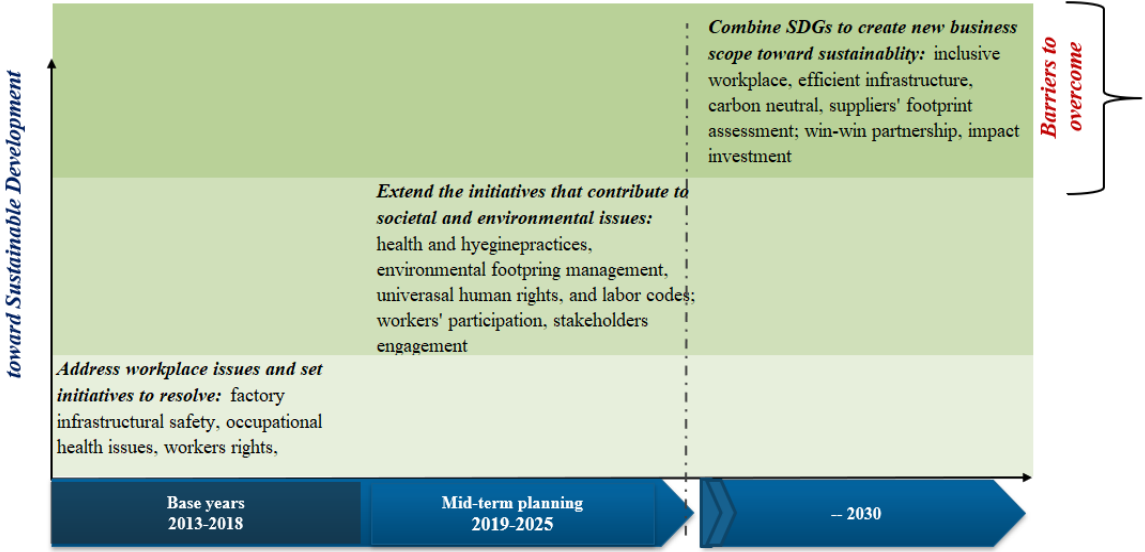 Combine SDGs to create new business
scope toward sustainablity: inclusive
workplace, efficient infrastructure,
carbon neutral, suppliers' footprint
assessment; win-win partnership, impact
investment
Barriers to
overcome
toward Sustainable Development
Extend the initiatives that contribute to
societal and environmental issues:
health and hyeginepractices,
environmental footpring management,
univerasal human rights, and labor codes;
workers' participation, stakeholders
engagement
Address workplace issues and set
initiatives to resolve: factory
infrastructural safety, occupational
health issues, workers rights,
Base years
2013-2018
Mid-term planning
2019-2025
-- 2030